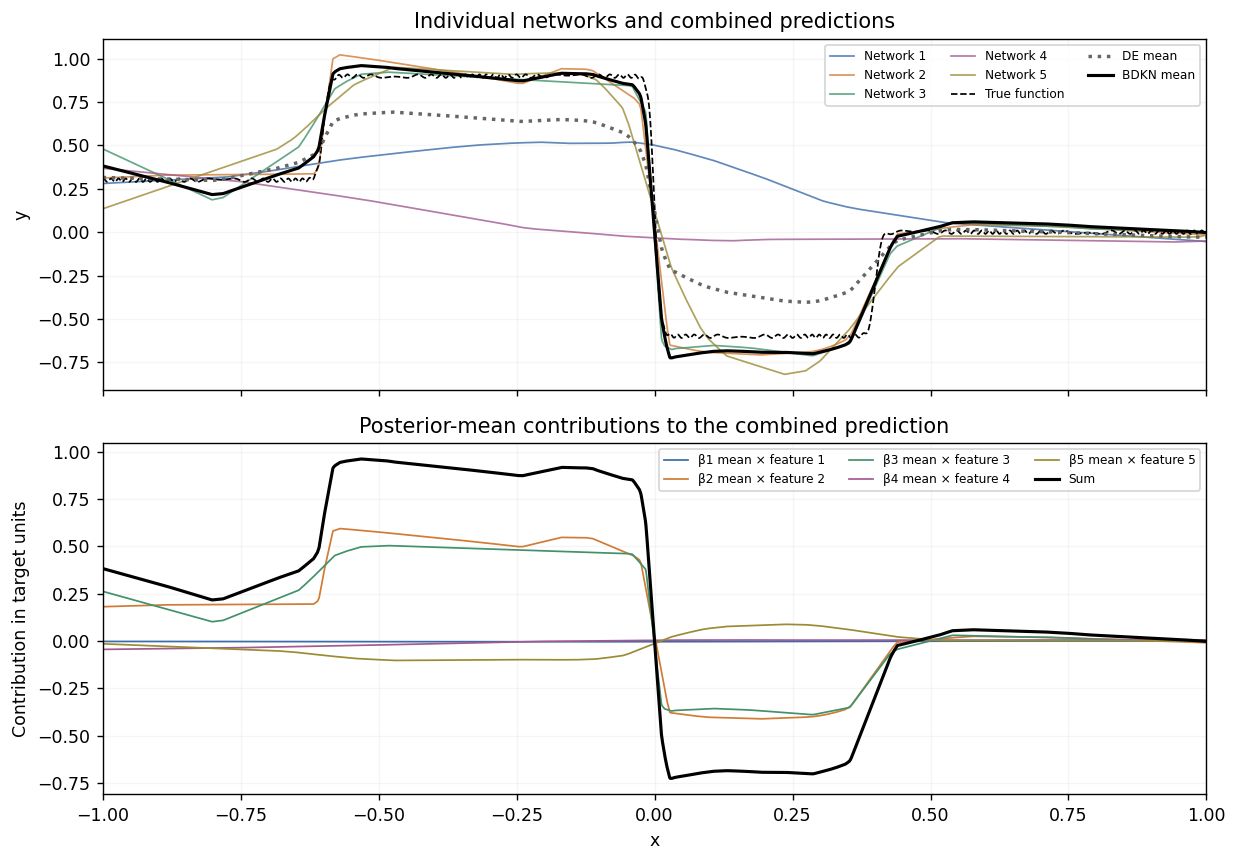 Individual networks and combined predictions
Network 1
Network 2
Network 3
Network 4
Network 5
True function
DE mean
BDKN mean
1.00
0.75
0.50
0.25
0.00
−0.25
−0.50
−0.75
y
Posterior-mean contributions to the combined prediction
β1 mean × feature 1
β2 mean × feature 2
β3 mean × feature 3
β4 mean × feature 4
β5 mean × feature 5
Sum
1.00
0.75
0.50
0.25
0.00
−0.25
−0.50
−0.75
Contribution in target units
−1.00
−0.75
−0.50
−0.25
0.00
0.25
0.50
0.75
1.00
x